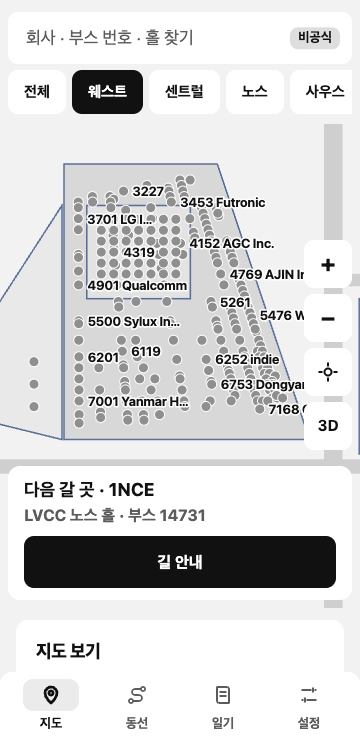 회사 · 부스 번호 · 홀 찾기
비공식
전체
웨스트
센트럴
노스
사우스
3227
3453 Futronic
3701 LG I...
4152 AGC Inc.
4319
4769 AJIN Ir
4901 Qualcomm
5261
5476 W
5500 Sylux In...
6119
6201
6252 indie
6753 Dongyar
7001 Yanmar H...
7168
+
−
3D
다음 갈 곳 · 1NCE
LVCC 노스 홀 · 부스 14731
길 안내
지도 보기
지도
동선
일기
설정